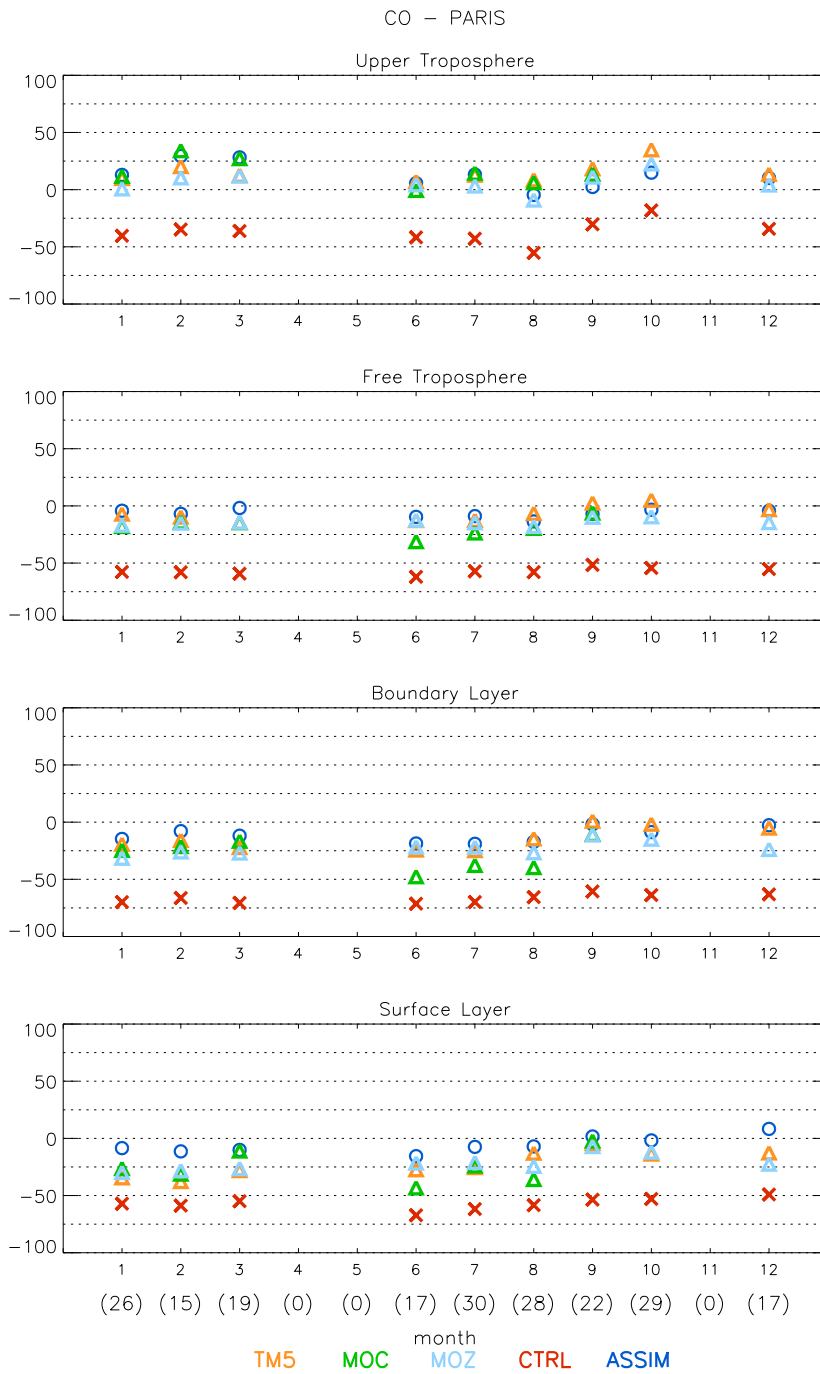 CO – PARIS
Upper Troposphere
100
50
0
−50
−100
1 2 3 4 5 6 7 8 9 10 11 12
Free Troposphere
100
50
0
−50
−100
1 2 3 4 5 6 7 8 9 10 11 12
Boundary Layer
100
50
0
−50
−100
1 2 3 4 5 6 7 8 9 10 11 12
Surface Layer
100
50
0
−50
−100
1 2 3 4 5 6 7 8 9 10 11 12
(26) (15) (19) (0) (0) (17) (30) (28) (22) (29) (0) (17)
month
TM5 MOC MOZ CTRL ASSIM